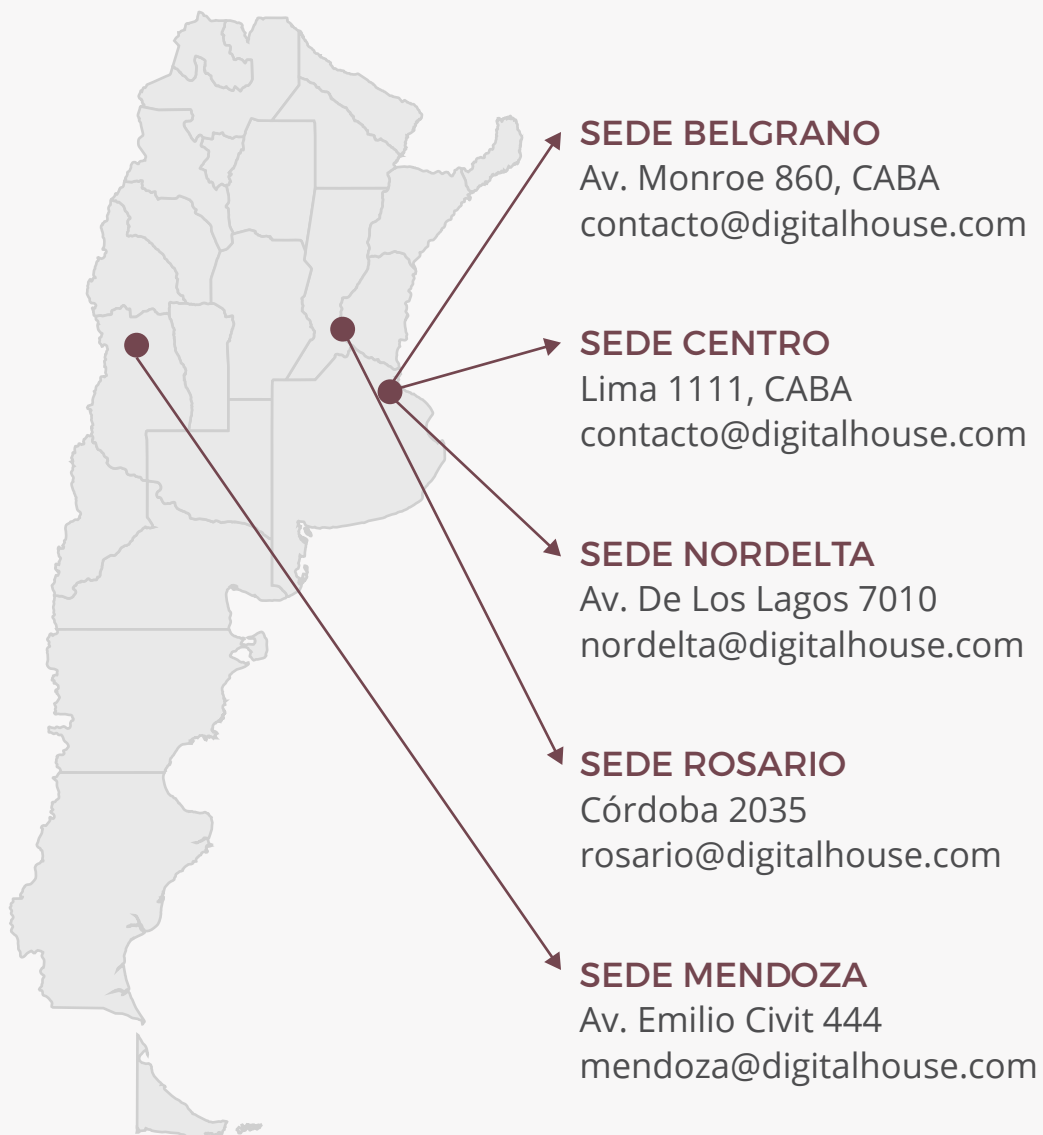 SEDE BELGRANO
Av. Monroe 860, CABA
contacto@digitalhouse.com
SEDE CENTRO
Lima 1111, CABA
contacto@digitalhouse.com
SEDE NORDELTA
Av. De Los Lagos 7010
nordelta@digitalhouse.com
SEDE ROSARIO
Córdoba 2035
rosario@digitalhouse.com
SEDE MENDOZA
Av. Emilio Civit 444
mendoza@digitalhouse.com